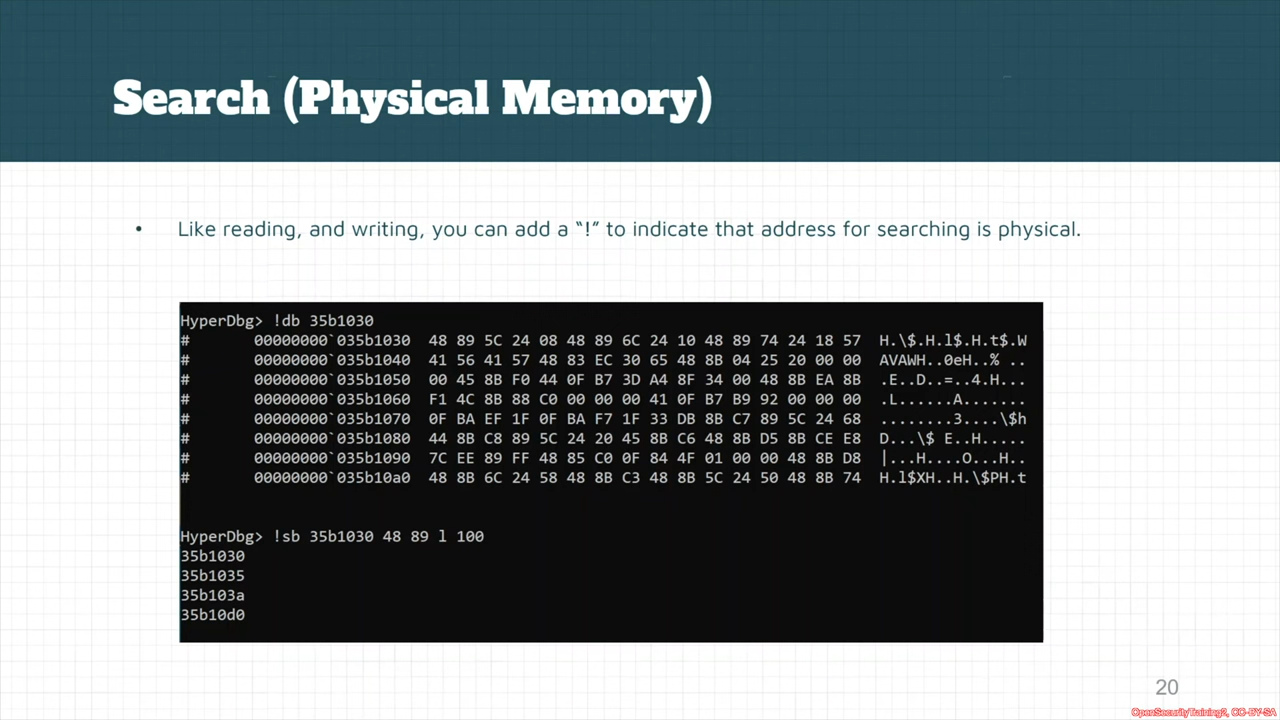 Search (Physical Memory)
• Like reading, and writing, you can add a “!” to indicate that address for searching is physical.
HyperDbg> !db 35b1030
# 00000000`035b1030 48 89 5C 24 08 48 89 6C 24 10 48 89 74 24 18 57 H.\$.H.l$.H.t$.W
# 00000000`035b1040 41 56 41 57 48 83 EC 30 65 48 8B 04 25 20 00 00 AVAWH..0eH..% ..
# 00000000`035b1050 00 45 8B F0 44 0F B7 3D A4 8F 34 00 48 8B EA 8B .E..D..=..4.H...
# 00000000`035b1060 F1 4C 8B 88 C0 00 00 00 41 0F B7 B9 92 00 00 00 .L......A.......
# 00000000`035b1070 0F BA EF 1F 0F BA F7 1F 33 DB 8B C7 89 5C 24 68 ........3....\$h
# 00000000`035b1080 44 8B C8 89 5C 24 20 45 8B C6 48 8B D5 8B CE E8 D...\$ E..H.....
# 00000000`035b1090 7C EE 89 FF 48 85 C0 0F 84 4F 01 00 00 48 8B D8 |...H....O...H..
# 00000000`035b10a0 48 8B 6C 24 58 48 8B C3 48 8B 5C 24 50 48 8B 74 H.l$XH..H.\$PH.t
HyperDbg> !sb 35b1030 48 89 l 100
35b1030
35b1035
35b103a
35b10d0
20
OpenSecurityTraining2, CC-BY-SA